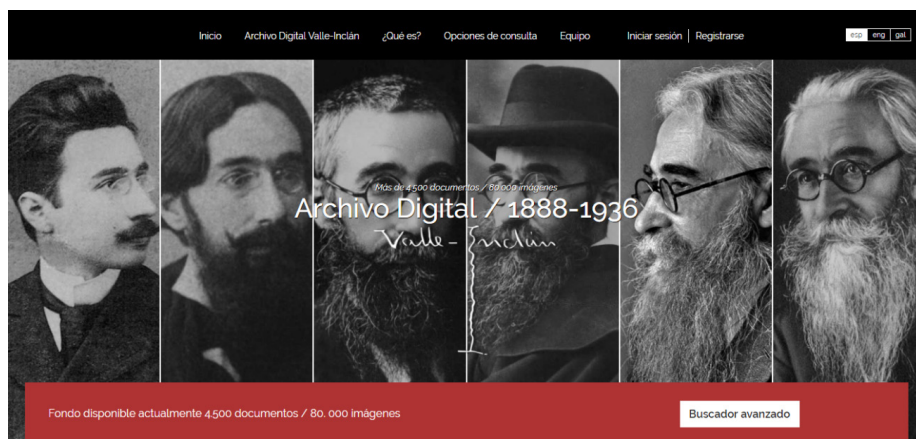 Inicio Archivo Digital Valle-Inclán ¿Qué es? Opciones de consulta Equipo Iniciar sesión | Registrarse esp eng gal
Más de 4.500 documentos / 80.000 imágenes
Archivo Digital / 1888-1936
Valle-Inclán
Fondo disponible actualmente 4.500 documentos / 80. 000 imágenes Buscador avanzado